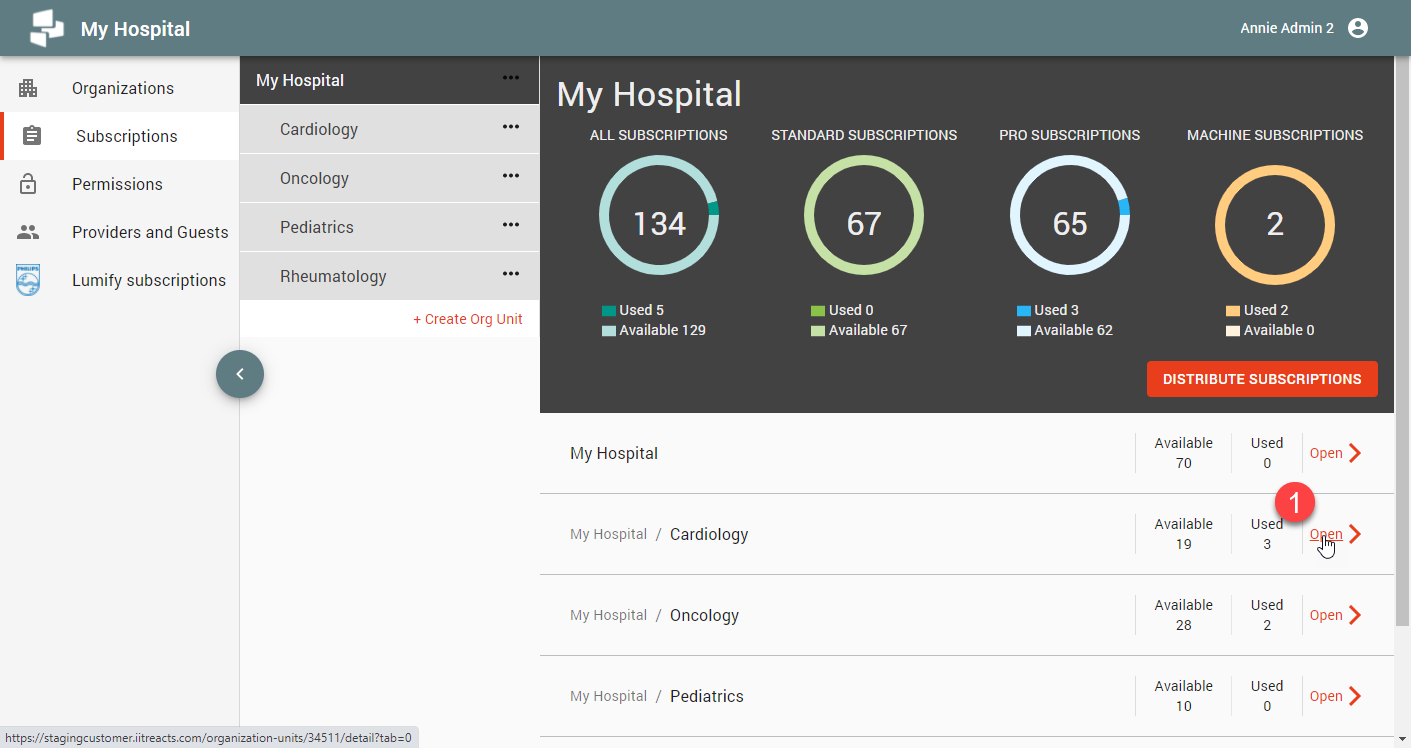 My Hospital
Annie Admin 2
Organizations
Subscriptions
Permissions
Providers and Guests
PHILIPS
Lumify subscriptions
My Hospital ...
Cardiology ...
Oncology ...
Pediatrics ...
Rheumatology ...
+ Create Org Unit
My Hospital
ALL SUBSCRIPTIONS STANDARD SUBSCRIPTIONS PRO SUBSCRIPTIONS MACHINE SUBSCRIPTIONS
134 67 65 2
Used 5 Used 0 Used 3 Used 2
Available 129 Available 67 Available 62 Available 0
DISTRIBUTE SUBSCRIPTIONS
My Hospital Available 70 Used 0 Open
1
My Hospital / Cardiology Available 19 Used 3 Open
My Hospital / Oncology Available 28 Used 2 Open
My Hospital / Pediatrics Available 10 Used 0 Open
https://stagingcustomer.iitreacts.com/organization-units/34511/detail?tab=0